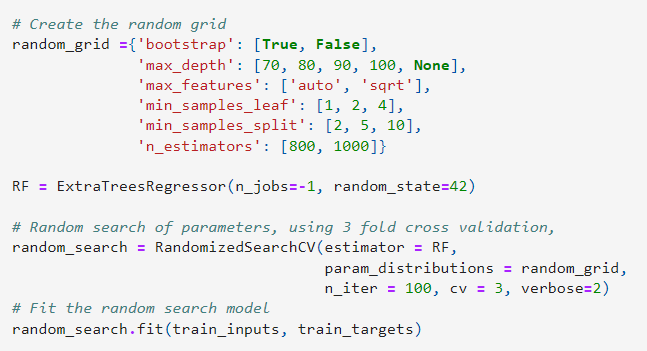 # Create the random grid
random_grid ={'bootstrap': [True, False],
              'max_depth': [70, 80, 90, 100, None],
              'max_features': ['auto', 'sqrt'],
              'min_samples_leaf': [1, 2, 4],
              'min_samples_split': [2, 5, 10],
              'n_estimators': [800, 1000]}

RF = ExtraTreesRegressor(n_jobs=-1, random_state=42)

# Random search of parameters, using 3 fold cross validation,
random_search = RandomizedSearchCV(estimator = RF,
                                   param_distributions = random_grid,
                                   n_iter = 100, cv = 3, verbose=2)
# Fit the random search model
random_search.fit(train_inputs, train_targets)